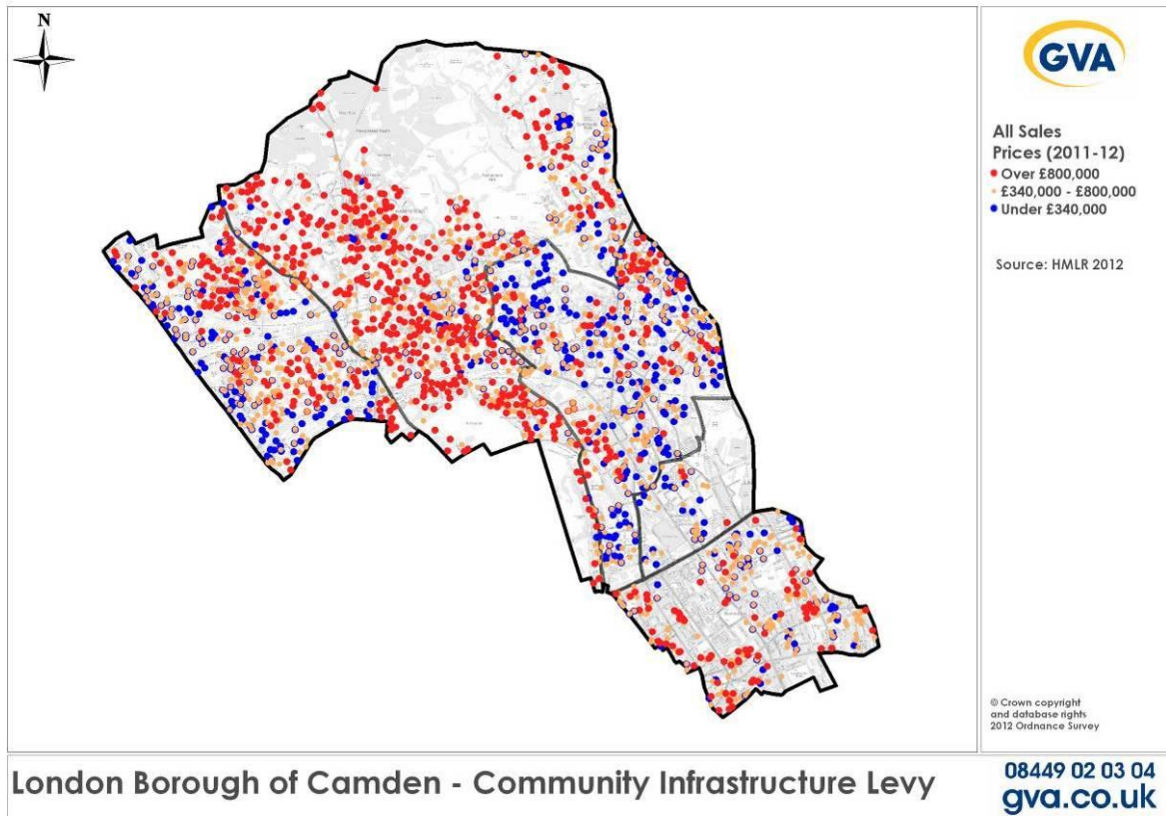 N
GVA
All Sales
Prices (2011-12)
Over £800,000
£340,000 - £800,000
Under £340,000
Source: HMLR 2012
© Crown copyright
and database rights
2012 Ordnance Survey
London Borough of Camden - Community Infrastructure Levy
08449 02 03 04
gva.co.uk